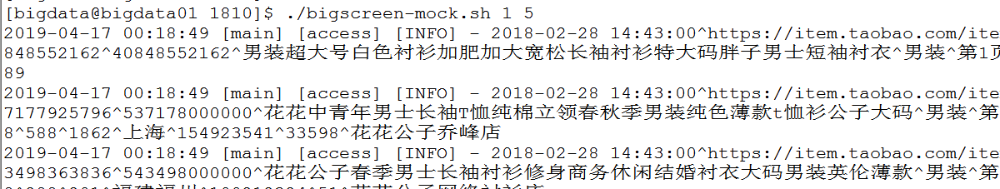 [bigdata@bigdata01 1810]$ ./bigscreen-mock.sh 1 5
2019-04-17 00:18:49 [main] [access] [INFO] - 2018-02-28 14:43:00^https://item.taobao.com/ite
848552162^40848552162^男装超大号白色衬衫加肥加大宽松长袖衬衫特大码胖子男士短袖衬衣^男装^第1页
89
2019-04-17 00:18:49 [main] [access] [INFO] - 2018-02-28 14:43:00^https://item.taobao.com/ite
7177925796^537178000000^花花中青年男士长袖T恤纯棉立领春秋季男装纯色薄款t恤衫公子大码^男装^第
8^588^1862^上海^154923541^33598^花花公子乔峰店
2019-04-17 00:18:49 [main] [access] [INFO] - 2018-02-28 14:43:00^https://item.taobao.com/ite
3498363836^543498000000^花花公子春季男士长袖衬衫修身商务休闲结婚衬衣大码男装英伦薄款^男装^第